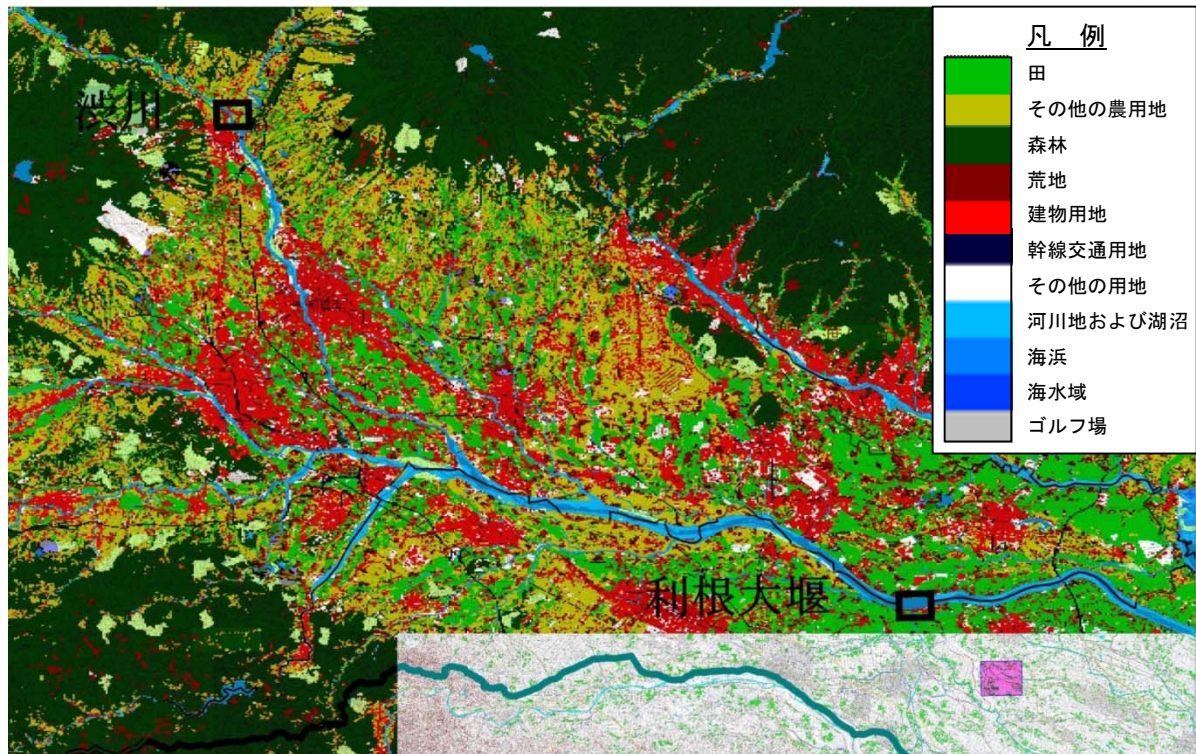 凡 例
田
その他の農用地
森林
荒地
建物用地
幹線交通用地
その他の用地
河川地および湖沼
海浜
海水域
ゴルフ場
渋川
利根大堰